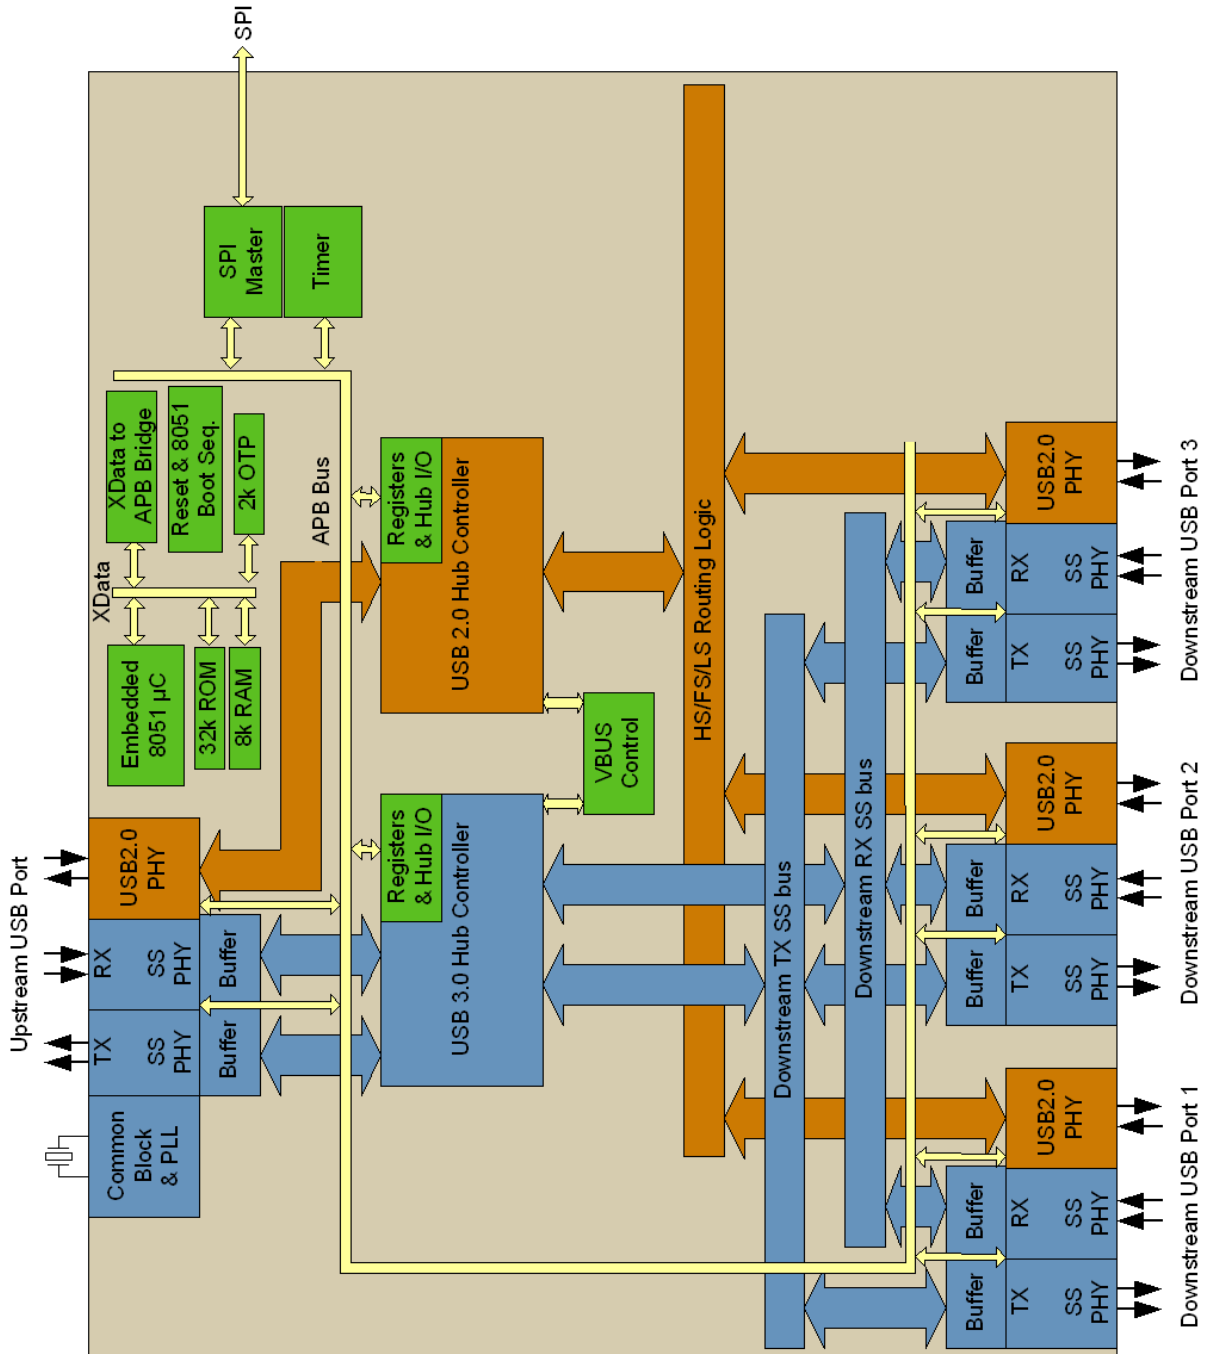 Upstream USB Port
Common
Block
& PLL
TX
SS
PHY
Buffer
RX
SS
PHY
Buffer
USB2.0
PHY
Embedded
8051 µC
32k ROM
8k RAM
XData
XData to
APB Bridge
Reset & 8051
Boot Seq.
2k OTP
SPI
SPI
Master
Timer
APB Bus
USB 3.0 Hub Controller
Registers
& Hub I/O
USB 2.0 Hub Controller
Registers
& Hub I/O
VBUS
Control
HS/FS/LS Routing Logic
Downstream TX SS bus
Downstream RX SS bus
Buffer
TX
SS
PHY
Buffer
RX
SS
PHY
USB2.0
PHY
Downstream USB Port 1
Buffer
TX
SS
PHY
Buffer
RX
SS
PHY
USB2.0
PHY
Downstream USB Port 2
Buffer
TX
SS
PHY
Buffer
RX
SS
PHY
USB2.0
PHY
Downstream USB Port 3